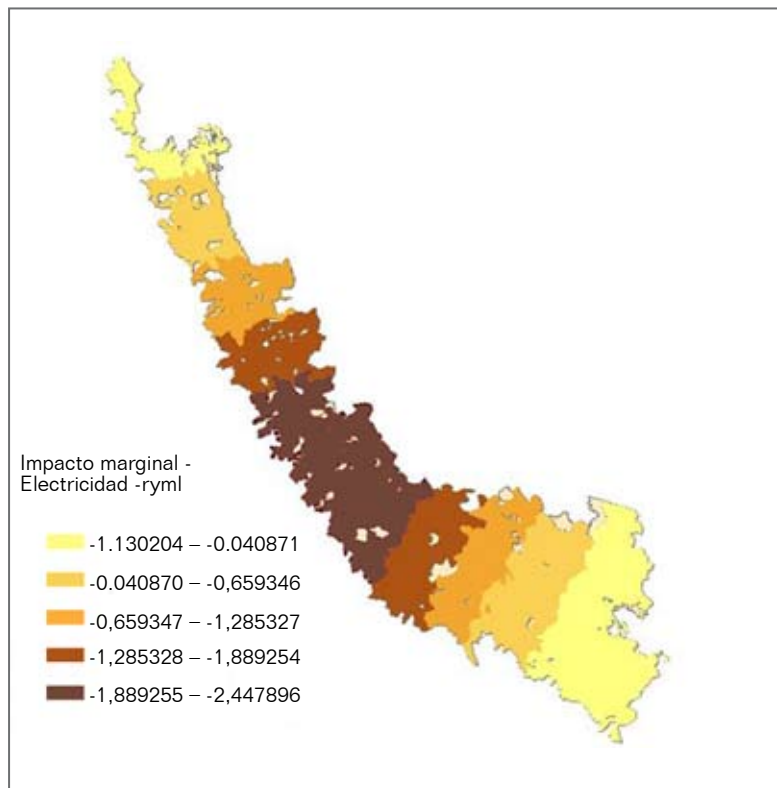 Impacto marginal -
Electricidad -ryml
-1.130204 – -0.040871
-0.040870 – -0,659346
-0,659347 – -1,285327
-1,285328 – -1,889254
-1,889255 – -2,447896